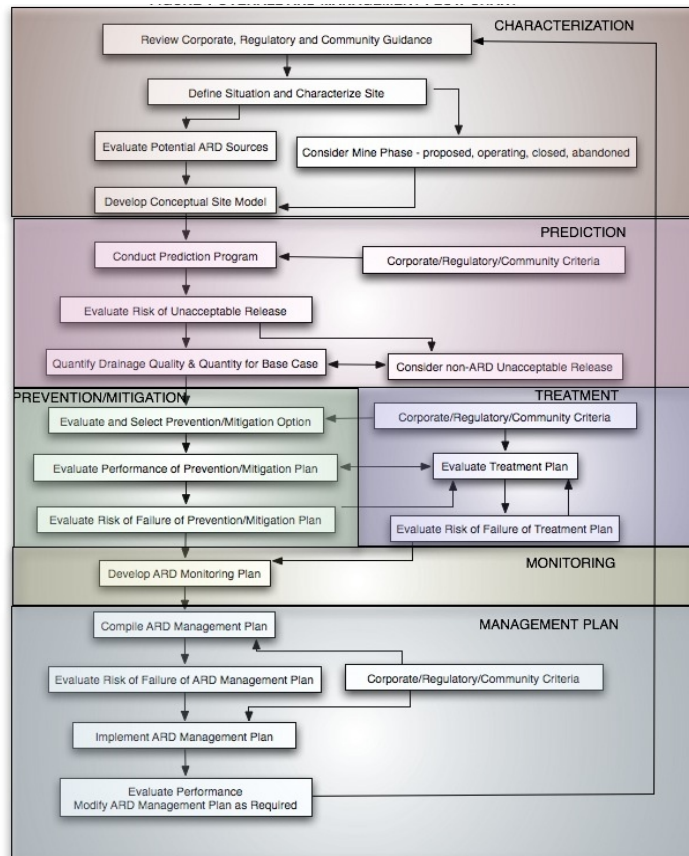 CHARACTERIZATION
Review Corporate, Regulatory and Community Guidance
Define Situation and Characterize Site
Evaluate Potential ARD Sources
Consider Mine Phase - proposed, operating, closed, abandoned
Develop Conceptual Site Model
PREDICTION
Conduct Prediction Program
Corporate/Regulatory/Community Criteria
Evaluate Risk of Unacceptable Release
Quantify Drainage Quality & Quantity for Base Case
Consider non-ARD Unacceptable Release
PREVENTION/MITIGATION
TREATMENT
Evaluate and Select Prevention/Mitigation Option
Corporate/Regulatory/Community Criteria
Evaluate Performance of Prevention/Mitigation Plan
Evaluate Treatment Plan
Evaluate Risk of Failure of Prevention/Mitigation Plan
Evaluate Risk of Failure of Treatment Plan
MONITORING
Develop ARD Monitoring Plan
MANAGEMENT PLAN
Compile ARD Management Plan
Evaluate Risk of Failure of ARD Management Plan
Corporate/Regulatory/Community Criteria
Implement ARD Management Plan
Evaluate Performance
Modify ARD Management Plan as Required